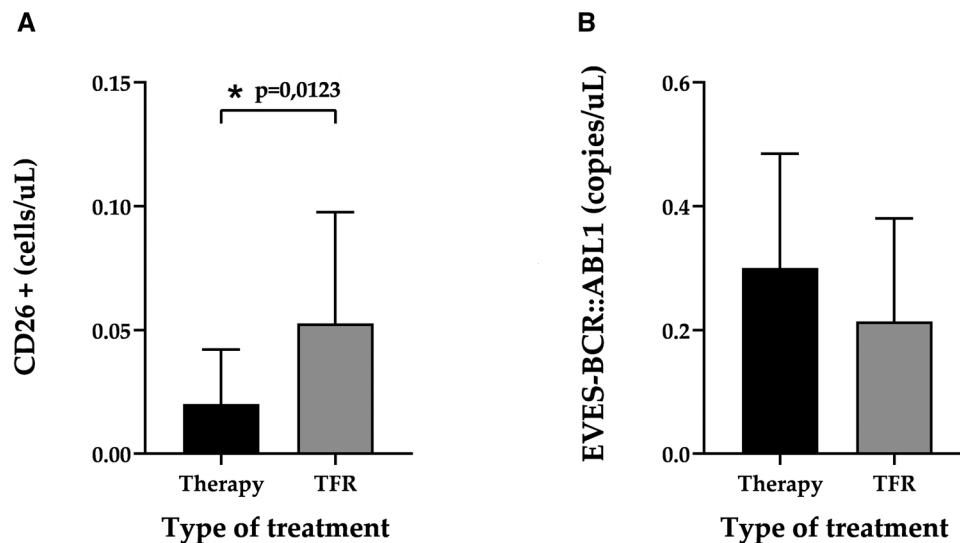 A
CD26 + (cells/uL)
0.15
0.10
0.05
0.00
* p=0,0123
Therapy
TFR
Type of treatment
B
EVES-BCR::ABL1 (copies/uL)
0.6
0.4
0.2
0.0
Therapy
TFR
Type of treatment